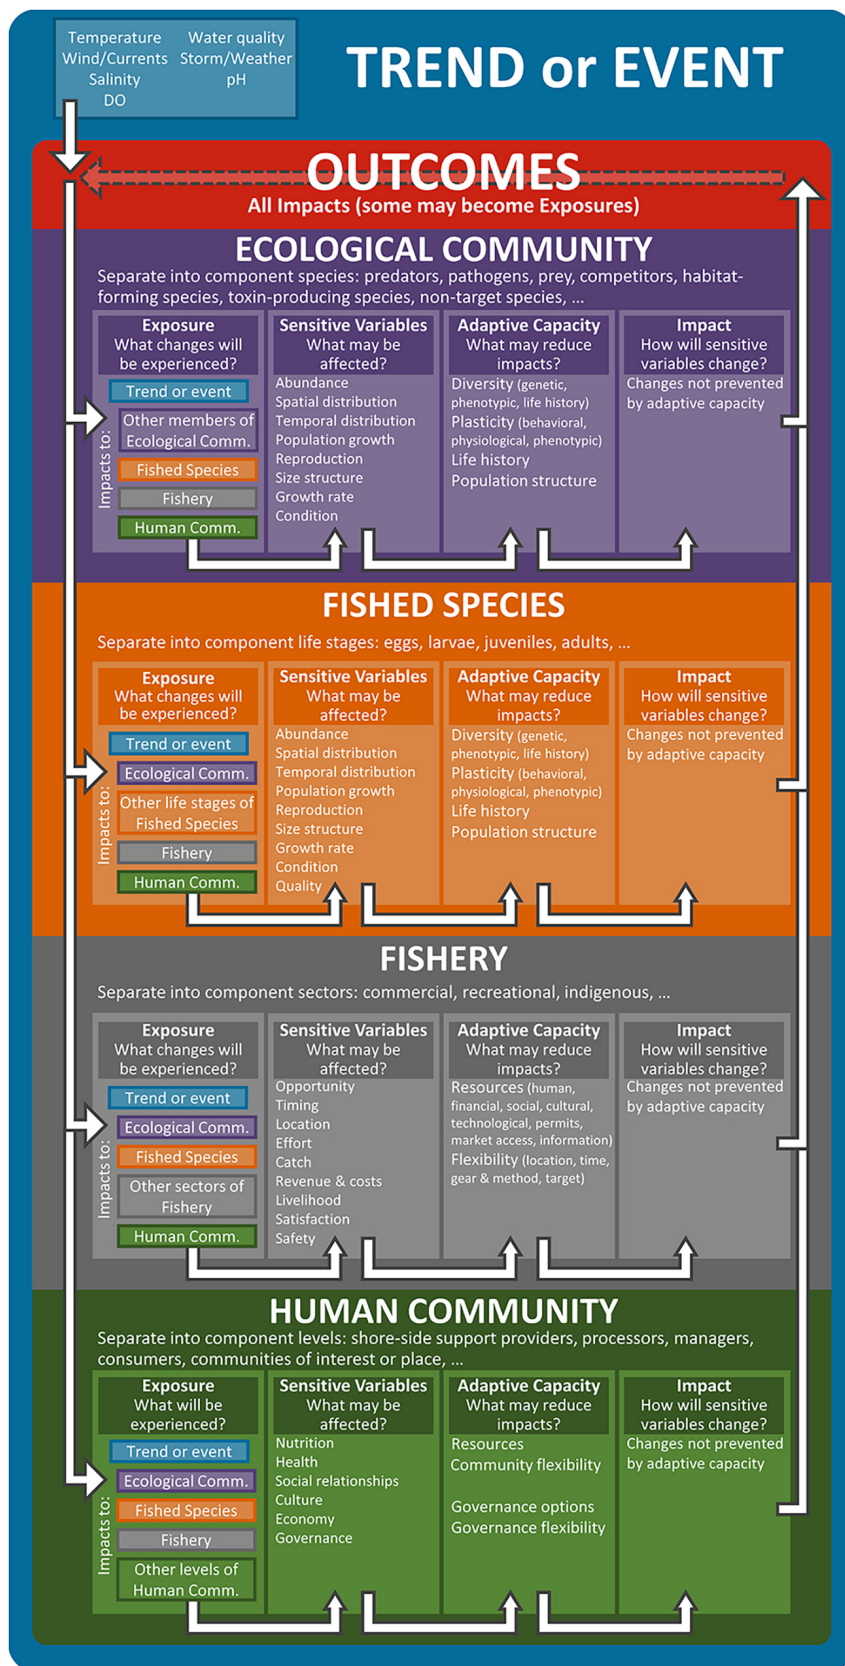 Temperature
Wind/Currents
Salinity
DO
Water quality
Storm/Weather
pH
TREND or EVENT
OUTCOMES
All Impacts (some may become Exposures)
ECOLOGICAL COMMUNITY
Separate into component species: predators, pathogens, prey, competitors, habitat-
forming species, toxin-producing species, non-target species, ...
Exposure
What changes will
be experienced?
Trend or event
Impacts to:
Other members of
Ecological Comm.
Fished Species
Fishery
Human Comm.
Sensitive Variables
What may be
affected?
Abundance
Spatial distribution
Temporal distribution
Population growth
Reproduction
Size structure
Growth rate
Condition
Adaptive Capacity
What may reduce
impacts?
Diversity (genetic,
phenotypic, life history)
Plasticity (behavioral,
physiological, phenotypic)
Life history
Population structure
Impact
How will sensitive
variables change?
Changes not prevented
by adaptive capacity
FISHED SPECIES
Separate into component life stages: eggs, larvae, juveniles, adults, ...
Exposure
What changes will
be experienced?
Trend or event
Impacts to:
Ecological Comm.
Other life stages of
Fished Species
Fishery
Human Comm.
Sensitive Variables
What may be
affected?
Abundance
Spatial distribution
Temporal distribution
Population growth
Reproduction
Size structure
Growth rate
Condition
Quality
Adaptive Capacity
What may reduce
impacts?
Diversity (genetic,
phenotypic, life history)
Plasticity (behavioral,
physiological, phenotypic)
Life history
Population structure
Impact
How will sensitive
variables change?
Changes not prevented
by adaptive capacity
FISHERY
Separate into component sectors: commercial, recreational, indigenous, ...
Exposure
What changes will
be experienced?
Trend or event
Impacts to:
Ecological Comm.
Fished Species
Other sectors of
Fishery
Human Comm.
Sensitive Variables
What may be
affected?
Opportunity
Timing
Location
Effort
Catch
Revenue & costs
Livelihood
Satisfaction
Safety
Adaptive Capacity
What may reduce
impacts?
Resources (human,
financial, social, cultural,
technological, permits,
market access, information)
Flexibility (location, time,
gear & method, target)
Impact
How will sensitive
variables change?
Changes not prevented
by adaptive capacity
HUMAN COMMUNITY
Separate into component levels: shore-side support providers, processors, managers,
consumers, communities of interest or place, ...
Exposure
What will be
experienced?
Trend or event
Impacts to:
Ecological Comm.
Fished Species
Fishery
Other levels of
Human Comm.
Sensitive Variables
What may be
affected?
Nutrition
Health
Social relationships
Culture
Economy
Governance
Adaptive Capacity
What may reduce
impacts?
Resources
Community flexibility
Governance options
Governance flexibility
Impact
How will sensitive
variables change?
Changes not prevented
by adaptive capacity